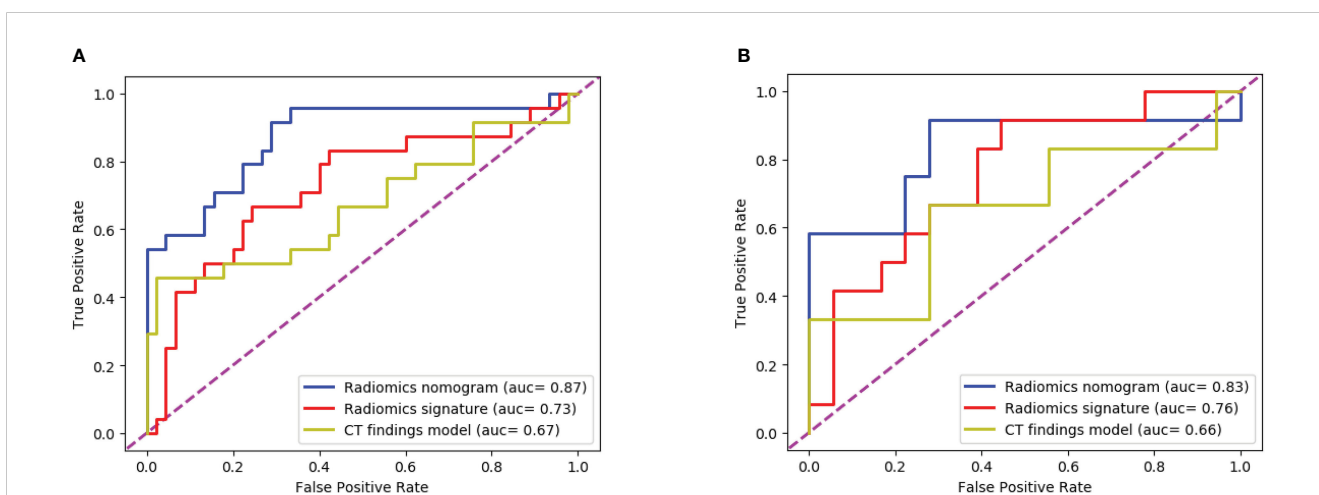 A
1.0
0.8
0.6
0.4
0.2
0.0
True Positive Rate
Radiomics nomogram (auc= 0.87)
Radiomics signature (auc= 0.73)
CT findings model (auc= 0.67)
0.0 0.2 0.4 0.6 0.8 1.0
False Positive Rate
B
1.0
0.8
0.6
0.4
0.2
0.0
True Positive Rate
Radiomics nomogram (auc= 0.83)
Radiomics signature (auc= 0.76)
CT findings model (auc= 0.66)
0.0 0.2 0.4 0.6 0.8 1.0
False Positive Rate